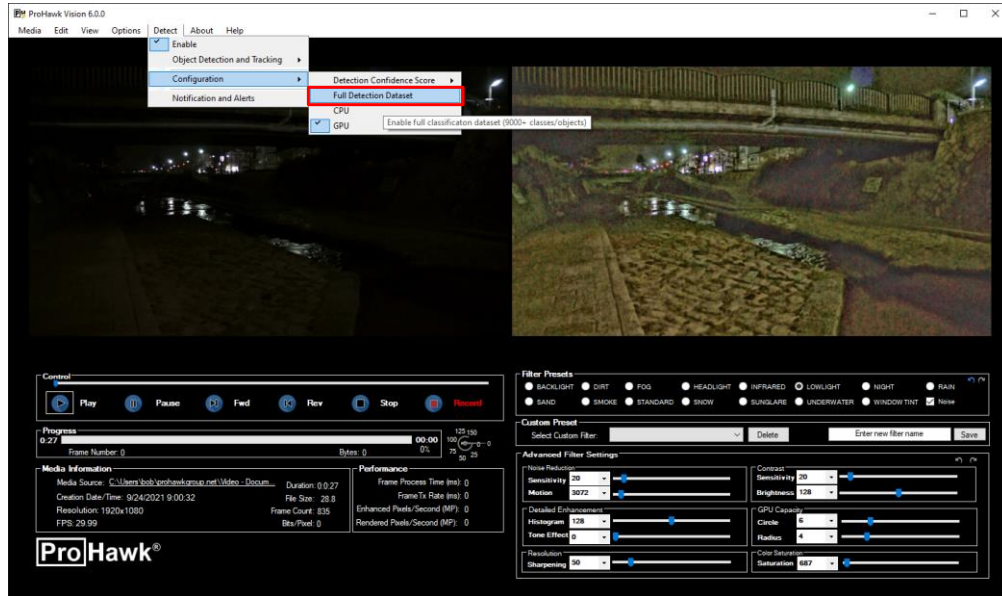 ProHawk Vision 6.0.0
Media Edit View Options Detect About Help
Enable
Object Detection and Tracking
Configuration
Notification and Alerts
Detection Confidence Score
Full Detection Dataset
CPU
GPU
Enable full classificaton dataset (9000+ classes/objects)
Control
Play Pause Fwd Rev Stop Record
Progress
0:27 00:00
Frame Number: 0 Bytes: 0 0%
125 150
100 0
75
50 25
Media Information
Media Source: C:\Users\bob\prohawkgroup.net\Video - Docum... Duration: 0:0:27
Creation Date/Time: 9/24/2021 9:00:32 File Size: 28.8
Resolution: 1920x1080 Frame Count: 835
FPS: 29.99 Bits/Pixel: 0
Performance
Frame Process Time (ms): 0
Frame Tx Rate (ms): 0
Enhanced Pixels/Second (MP): 0
Rendered Pixels/Second (MP): 0
ProHawk®
Filter Presets
BACKLIGHT DIRT FOG HEADLIGHT INFRARED LOWLIGHT NIGHT RAIN
SAND SMOKE STANDARD SNOW SUNGLARE UNDERWATER WINDOW TINT Noise
Custom Preset
Select Custom Filter: Delete Enter new filter name Save
Advanced Filter Settings
Noise Reduction
Sensitivity 20
Motion 3072
Contrast
Sensitivity 20
Brightness 128
Detailed Enhancement
Histogram 128
Tone Effect 0
GPU Capacity
Circle 6
Radius 4
Resolution
Sharpening 50
Color Saturation
Saturation 687